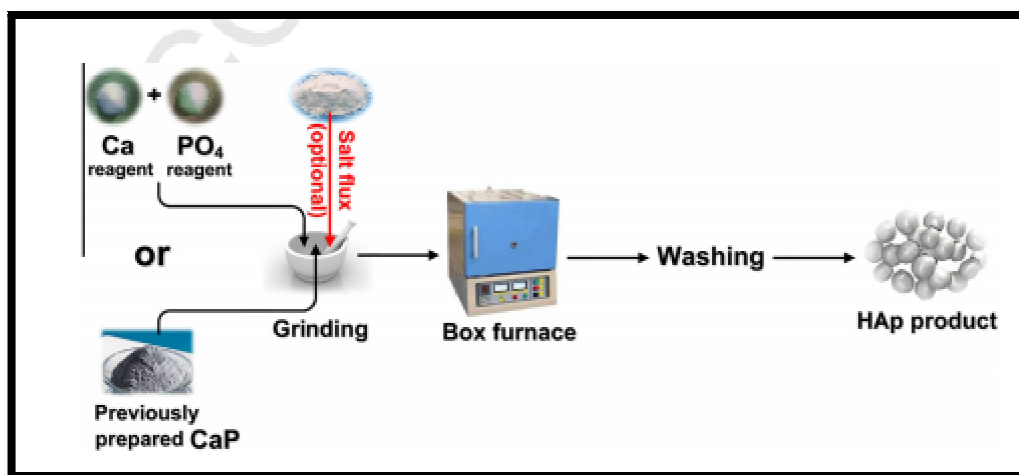 Ca
reagent
+
PO₄
reagent
Salt flux
(optional)
or
Grinding
Box furnace
Washing
HAp product
Previously
prepared CaP